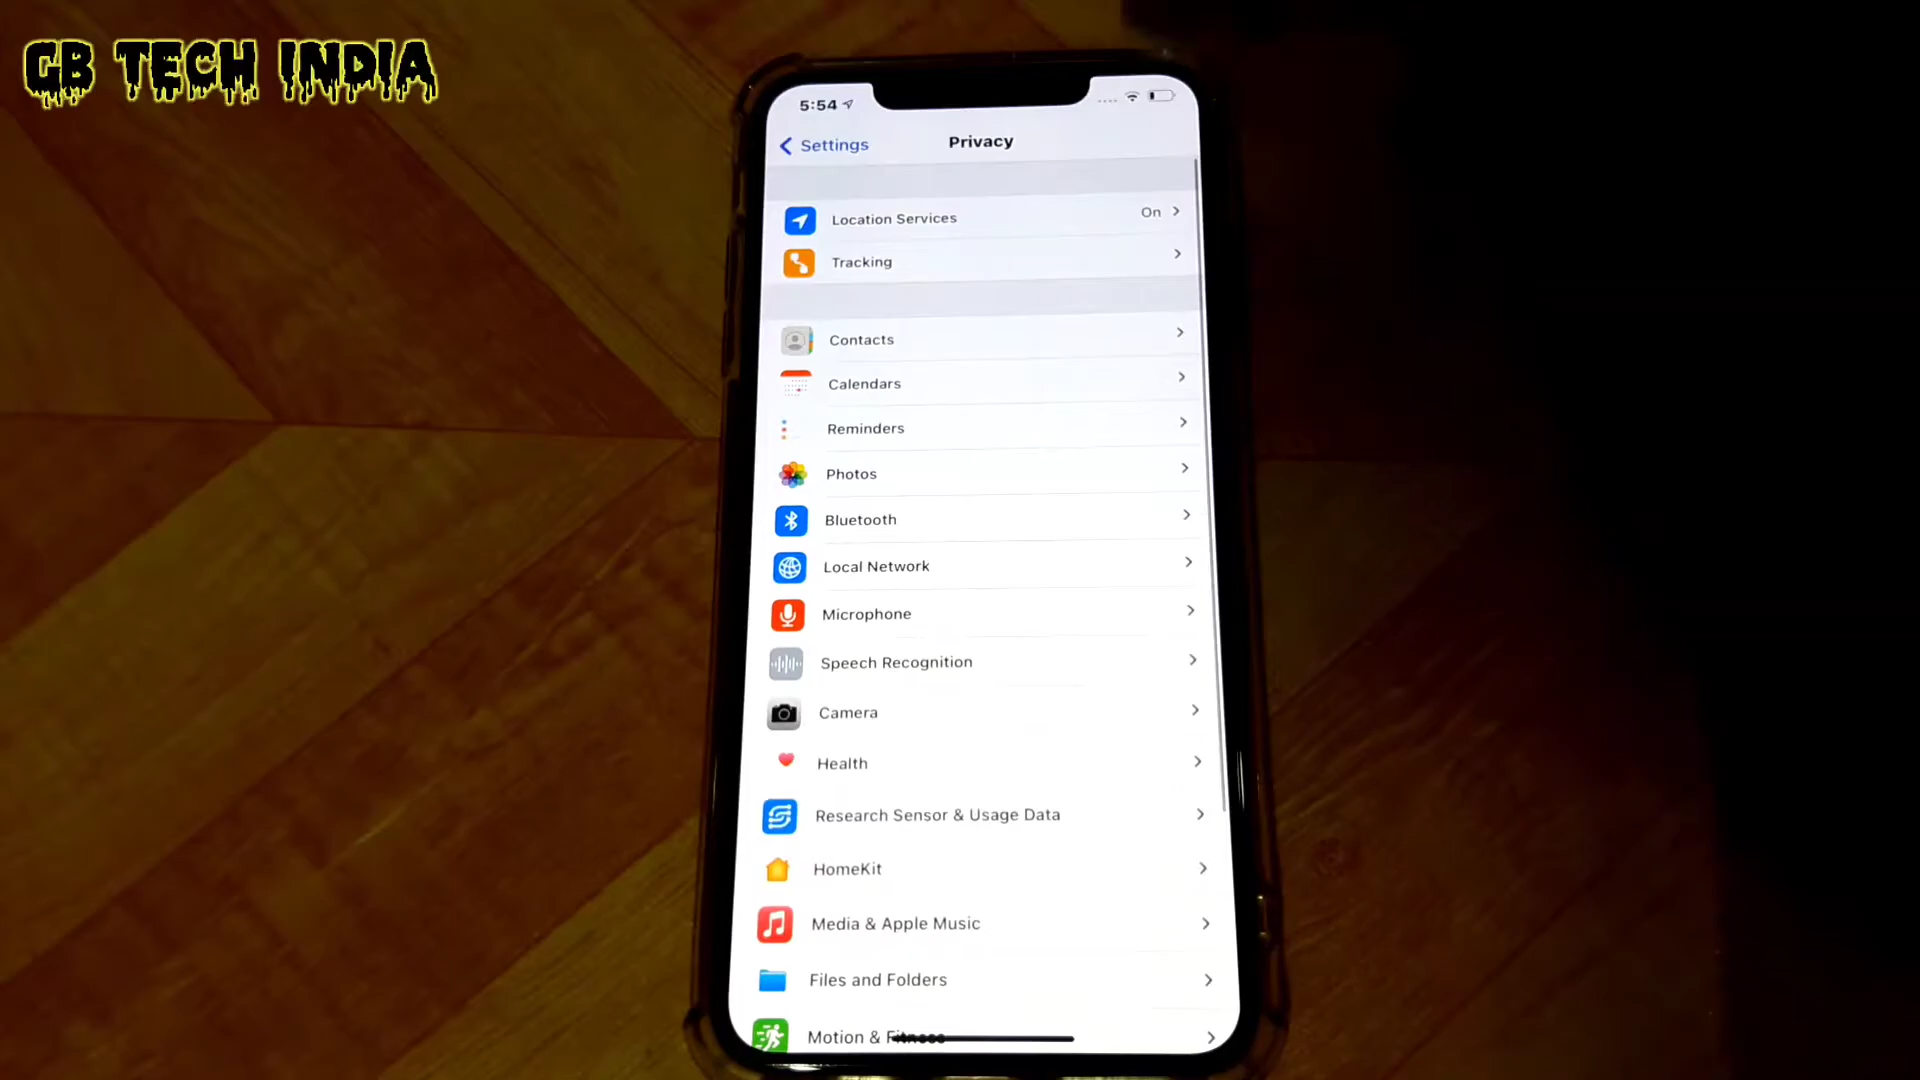 GB TECH INDIA
5:54
Settings
Privacy
Location Services On
Tracking
Contacts
Calendars
Reminders
Photos
Bluetooth
Local Network
Microphone
Speech Recognition
Camera
Health
Research Sensor & Usage Data
HomeKit
Media & Apple Music
Files and Folders
Motion & Fitness